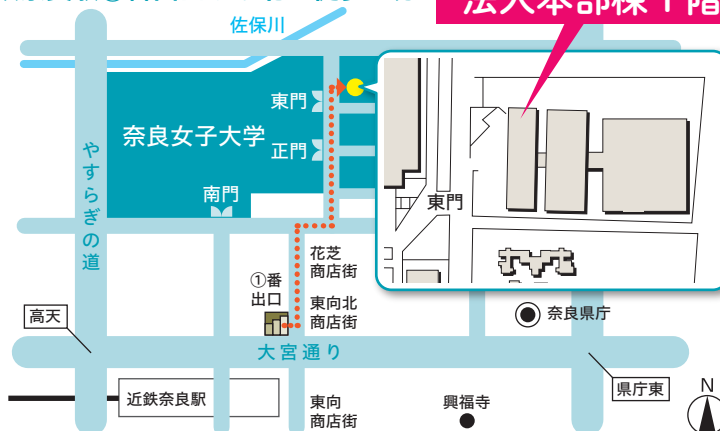 法人本部棟1階
佐保川
東門
奈良女子大学
正門
東門
やすらぎの道
南門
花芝
商店街
①番
出口
東向北
商店街
高天
奈良県庁
大宮通り
県庁東
近鉄奈良駅
東向
商店街
興福寺
N